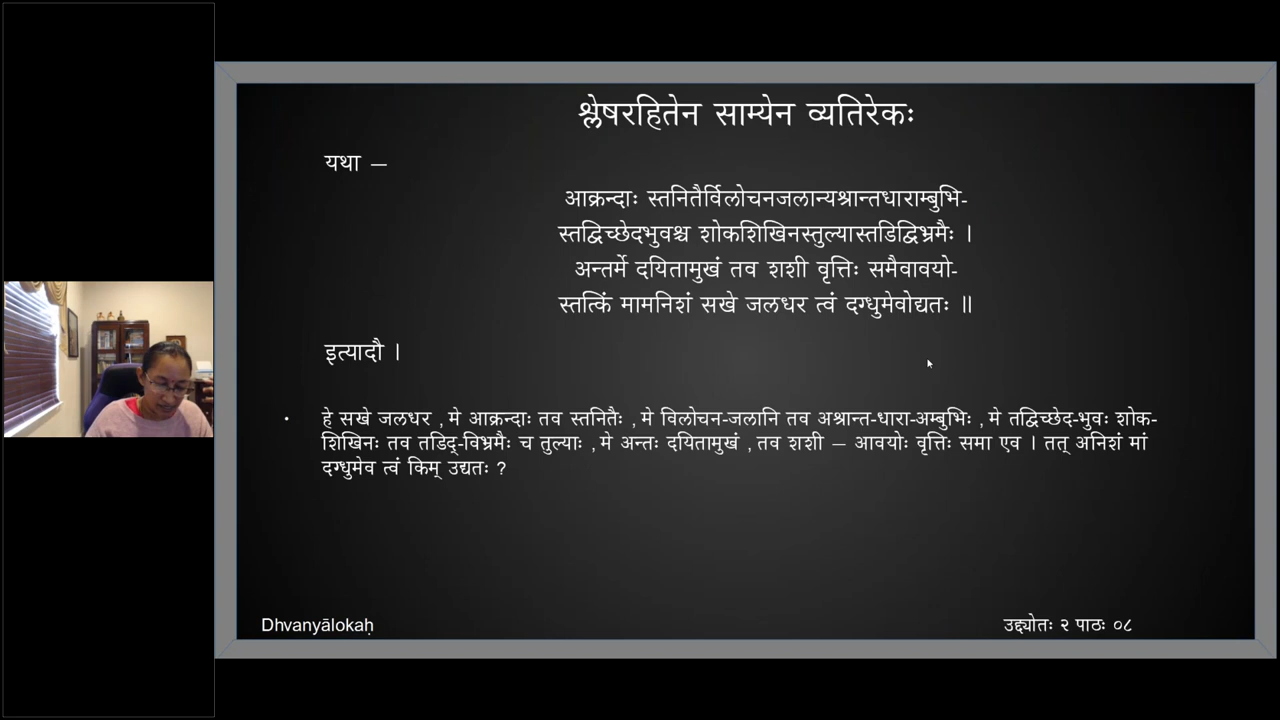 श्लेषरहितेन साम्येन व्यतिरेकः
यथा –
आक्रन्दाः स्तनितैर्विलोचनजलान्यश्रान्तधाराम्बुभि-
स्तद्विच्छेदभुवश्च शोकशिखिनस्तुल्यास्तडिद्विभ्रमैः ।
अन्तर्मे दयितामुखं तव शशी वृत्तिः समैवावयो-
स्तत्किं मामनिशं सखे जलधर त्वं दग्धुमेवोद्यतः ॥
इत्यादौ ।
• हे सखे जलधर , मे आक्रन्दाः तव स्तनितैः , मे विलोचन-जलानि तव अश्रान्त-धारा-अम्बुभिः , मे तद्विच्छेद-भुवः शोक-
शिखिनः तव तडिद्-विभ्रमैः च तुल्याः , मे अन्तः दयितामुखं , तव शशी – आवयोः वृत्तिः समा एव । तत् अनिशं मां
दग्धुमेव त्वं किम् उद्यतः ?
Dhvanyālokaḥ
उद्द्योतः २ पाठः ०८